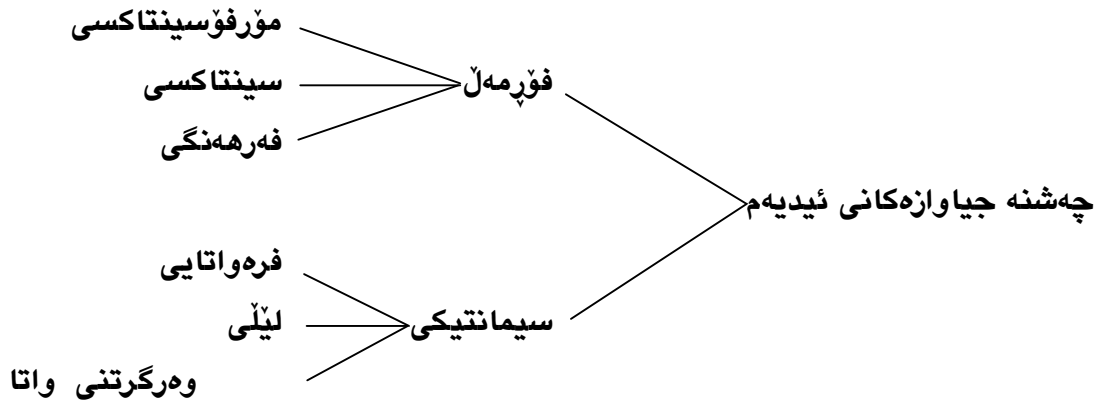 مۆرفۆسینتاکسی
فۆڕمەڵ
سینتاکسی
فەرهەنگی
چەشنە جیاوازەکانی ئیدیەم
فرەواتایی
سیمانتیکی
لێڵی
وەرگرتنی واتا